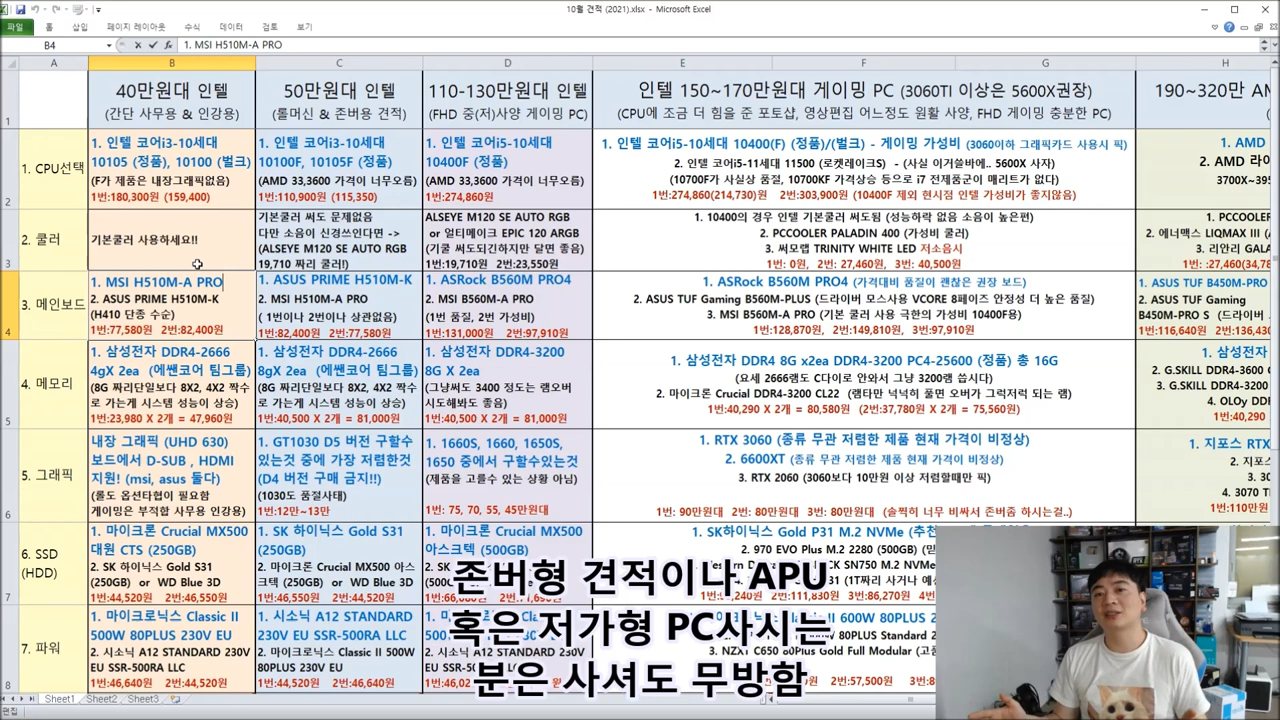 10월 견적 (2021).xlsx - Microsoft Excel
파일 홈 삽입 페이지 레이아웃 수식 데이터 검토 보기
B4 fx 1. MSI H510M-A PRO
A B C D E F G H
1
40만원대 인텔
(간단 사무용 & 인강용)
50만원대 인텔
(롤머신 & 존버용 견적)
110-130만원대 인텔
(FHD 중(저)사양 게이밍 PC)
인텔 150~170만원대 게이밍 PC (3060TI 이상은 5600X권장)
(CPU에 조금 더 힘을 준 포토샵, 영상편집 어느정도 원활 사양, FHD 게이밍 충분한 PC)
190~320만 AM
2
1. CPU선택
1. 인텔 코어i3-10세대
10105 (정품), 10100 (벌크)
(F가 제품은 내장그래픽없음)
1번:180,300원 (159,400)
1. 인텔 코어i3-10세대
10100F, 10105F (정품)
(AMD 33,3600 가격이 너무오름)
1번:110,900원 (115,350)
1. 인텔 코어i5-10세대
10400F (정품)
(AMD 33,3600 가격이 너무오름)
1번:274,860원
1. 인텔 코어i5-10세대 10400(F) (정품)/(벌크) - 게이밍 가성비 (3060이하 그래픽카드 사용시 픽)
2. 인텔 코어i5-11세대 11500 (로켓레이크S) - (사실 이거쓸바에.. 5600X 사자)
(10700F가 사실상 품절, 10700KF 가격상승 등으로 i7 전제품군이 매리트가 없다)
1번:274,860(214,730)원 2번:303,900원 (10400F 제외 현시점 인텔 가성비가 좋지않음)
1. AMD
2. AMD 라이
3700X~395
3
2. 쿨러
기본쿨러 사용하세요!!
기본쿨러 써도 문제없음
다만 소음이 신경쓰인다면 ->
(ALSEYE M120 SE AUTO RGB
19,710 짜리 쿨러!)
ALSEYE M120 SE AUTO RGB
or 얼티메이크 EPIC 120 ARGB
(기쿨 써도되긴하지만 달면 좋음)
1번:19,710원 2번:23,550원
1. 10400의 경우 인텔 기본쿨러 써도됨 (성능하락 없음 소음이 높은편)
2. PCCOOLER PALADIN 400 (가성비 쿨러)
3. 써모랩 TRINITY WHITE LED 저소음시
1번: 0원, 2번: 27,460원, 3번: 40,500원
1. PCCOOLER
2. 에너맥스 LIQMAX III (A
3. 리안리 GALA
1번: :27,460(34,78
4
3. 메인보드
1. MSI H510M-A PRO
2. ASUS PRIME H510M-K
(H410 단종 수순)
1번:77,580원 2번:82,400원
1. ASUS PRIME H510M-K
2. MSI H510M-A PRO
( 1번이나 2번이나 상관없음)
1번:82,400원 2번:77,580원
1. ASRock B560M PRO4
2. MSI B560M-A PRO
(1번 품질, 2번 가성비)
1번:131,000원 2번:97,910원
1. ASRock B560M PRO4 (가격대비 품질이 괜찮은 권장 보드)
2. ASUS TUF Gaming B560M-PLUS (드라이버 모스사용 VCORE 8페이즈 안정성 더 높은 상품)
3. MSI B560M-A PRO (기본 쿨러 사용 극한의 가성비 10400F용)
1번:128,870원, 2번:149,810원, 3번:97,910원
1. ASUS TUF B450M-PRO
2. ASUS TUF Gaming
B450M-PRO S (드라이버
1번:116,640원 2번:136,430
5
4. 메모리
1. 삼성전자 DDR4-2666
4gX 2ea (에쎈코어 팀그룹)
(8G 짜리단일보다 8X2, 4X2 짝수
로 가는게 시스템 성능이 상승)
1번:23,980 X 2개 = 47,960원
1. 삼성전자 DDR4-2666
8gX 2ea (에쎈코어 팀그룹)
(8G 짜리단일보다 8X2, 4X2 짝수
로 가는게 시스템 성능이 상승)
1번:40,500 X 2개 = 81,000원
1. 삼성전자 DDR4-3200
8G X 2ea
(그냥써도 3400 정도는 램오버
시도해봐도 좋음)
1번:40,500 X 2개 = 81,000원
1. 삼성전자 DDR4 8G x2ea DDR4-3200 PC4-25600 (정품) 총 16G
(요세 2666램도 C다이로 안와서 그냥 3200램 씁시다)
2. 마이크론 Crucial DDR4-3200 CL22 (램타만 넉넉히 풀면 오버가 그럭저럭 되는 램)
1번:40,290 X 2개 = 80,580원 (2번:37,780원 X 2개 = 75,560원)
1. 삼성전자
2. G.SKILL DDR4-3600 C
3. G.SKILL DDR4-32
4. OLOy DDR4
1번:40,290
6
5. 그래픽
내장 그래픽 (UHD 630)
보드에서 D-SUB , HDMI
지원! (msi, asus 둘다)
(롤도 옵션타협이 필요함
게이밍은 부적합 사무용 인강용)
1. GT1030 D5 버전 구할수
있는것 중에 가장 저렴한것
(D4 버전 구매 금지!!)
(1030도 품절사태)
1번:12만~13만
1. 1660S, 1660, 1650S,
1650 중에서 구할수있는것
(제품을 고를수 있는 상황 아님)
1번: 75, 70, 55, 45만원대
1. RTX 3060 (종류 무관 저렴한 제품 현재 가격이 비정상)
2. 6600XT (종류 무관 저렴한 제품 현재 가격이 비정상)
3. RTX 2060 (3060보다 10만원 이상 저렴할때만 픽)
1번: 90만원대 2번: 80만원대 3번: 80만원대 (솔찍히 너무 비싸서 존버좀 하시는걸..)
1. 지포스 RTX
2. 지포스
3. 30
4. 3070 T
1번:110만원
7
6. SSD
(HDD)
1. 마이크론 Crucial MX500
대원 CTS (250GB)
2. SK 하이닉스 Gold S31
(250GB) or WD Blue 3D
1번:44,520원 2번:46,550원
1. SK 하이닉스 Gold S31
(250GB)
2. 마이크론 Crucial MX500 아스
크텍 (250GB) or WD Blue 3D
1번:46,550원 2번:44,520원
1. 마이크론 Crucial MX500
아스크텍 (500GB)
2. SK 하이닉스 Gold S31
1. SK하이닉스 Gold P31 M.2 NVMe (추천
2. 970 EVO Plus M.2 2280 (500GB)
SN750 M.2 NVMe
111,830원, 3번:86,270원
8
7. 파워
1. 마이크로닉스 Classic II
500W 80PLUS 230V EU
2. 시소닉 A12 STANDARD 230V
EU SSR-500RA LLC
1번:46,640원 2번:44,520원
1. 시소닉 A12 STANDARD
230V EU SSR-500RA LLC
2. 마이크로닉스 Classic II 500W
80PLUS 230V EU
1번:44,520원 2번:46,640원
3. NZXT C650 80Plus Gold Full Modular
2번:57,500원
존버형 견적이나 APU
혹은 저가형 PC사시는
분은 사셔도 무방함
Sheet1 Sheet2 Sheet3
편집